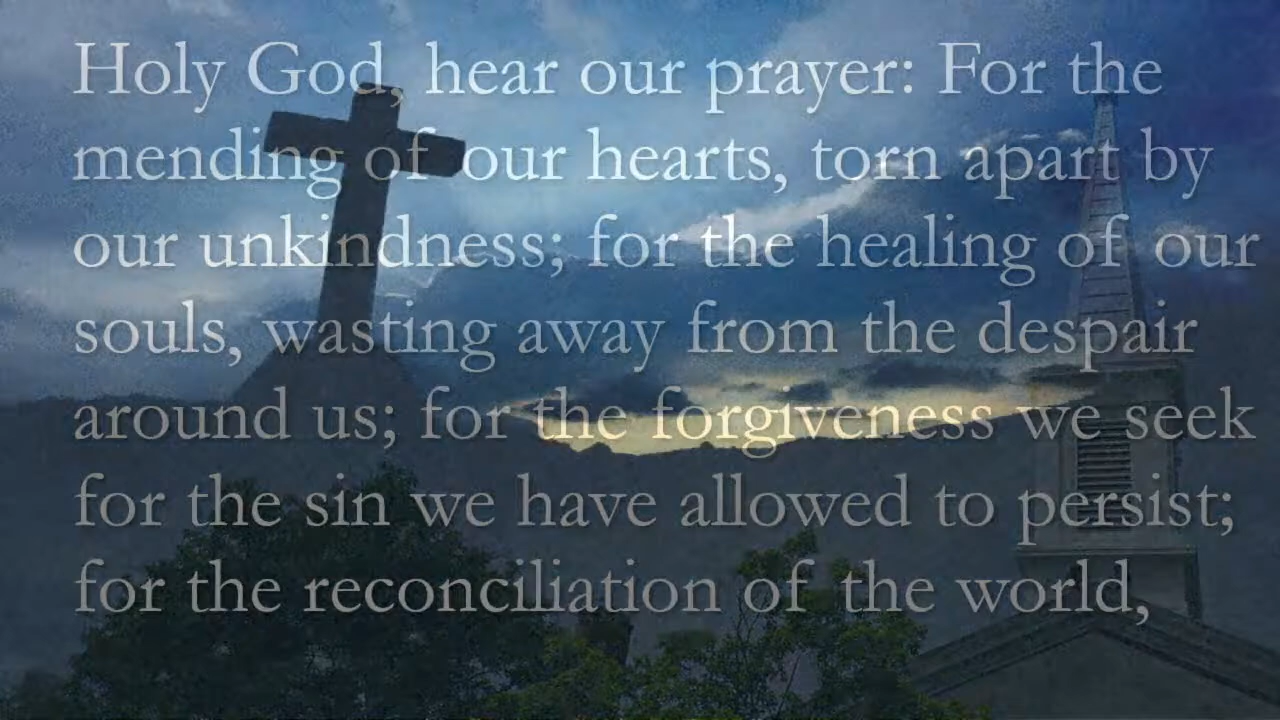 Holy God, hear our prayer: For the
mending of our hearts, torn apart by
our unkindness; for the healing of our
souls, wasting away from the despair
around us; for the forgiveness we seek
for the sin we have allowed to persist;
for the reconciliation of the world,